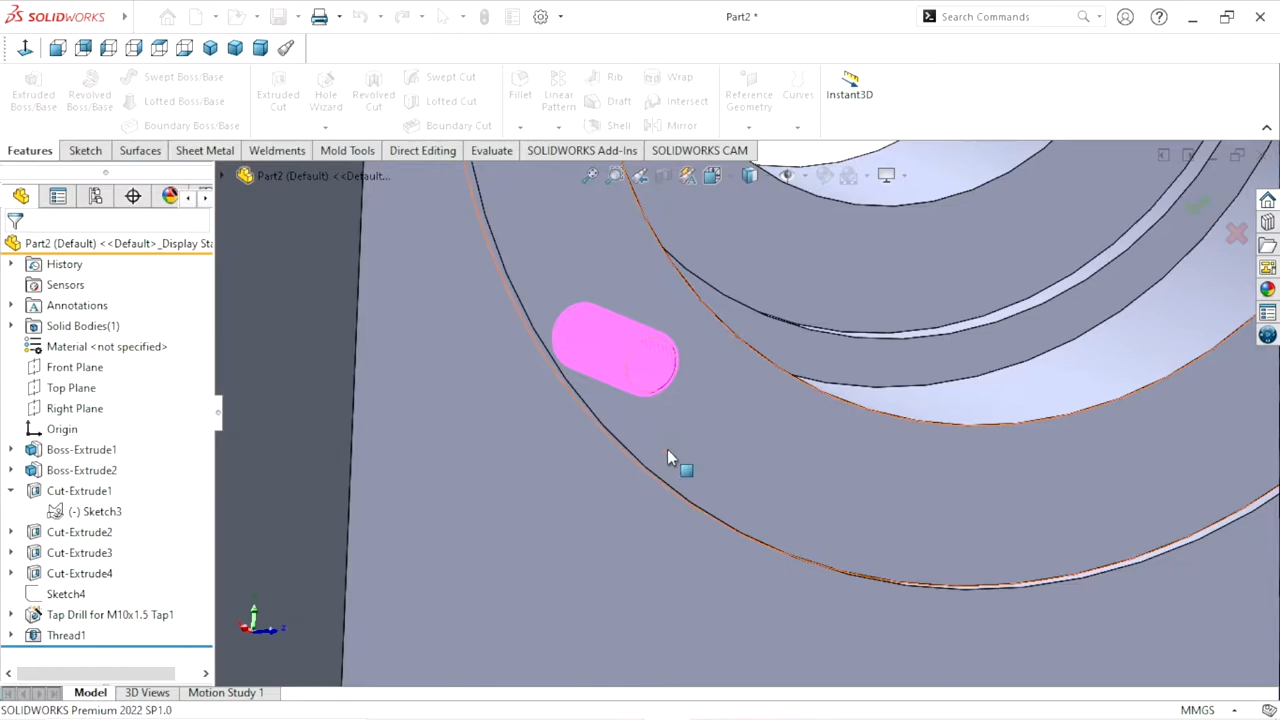 SOLIDWORKS
Part2 *
Search Commands
Extruded Boss/Base
Revolved Boss/Base
Swept Boss/Base
Lofted Boss/Base
Boundary Boss/Base
Extruded Cut
Hole Wizard
Revolved Cut
Swept Cut
Lofted Cut
Boundary Cut
Fillet
Linear Pattern
Rib
Draft
Shell
Wrap
Intersect
Mirror
Reference Geometry
Curves
Instant3D
Features
Sketch
Surfaces
Sheet Metal
Weldments
Mold Tools
Direct Editing
Evaluate
SOLIDWORKS Add-Ins
SOLIDWORKS CAM
Part2 (Default) <<Default...
Part2 (Default) <<Default>_Display Sta
History
Sensors
Annotations
Solid Bodies(1)
Material <not specified>
Front Plane
Top Plane
Right Plane
Origin
Boss-Extrude1
Boss-Extrude2
Cut-Extrude1
(-) Sketch3
Cut-Extrude2
Cut-Extrude3
Cut-Extrude4
Sketch4
Tap Drill for M10x1.5 Tap1
Thread1
Model
3D Views
Motion Study 1
SOLIDWORKS Premium 2022 SP1.0
MMGS